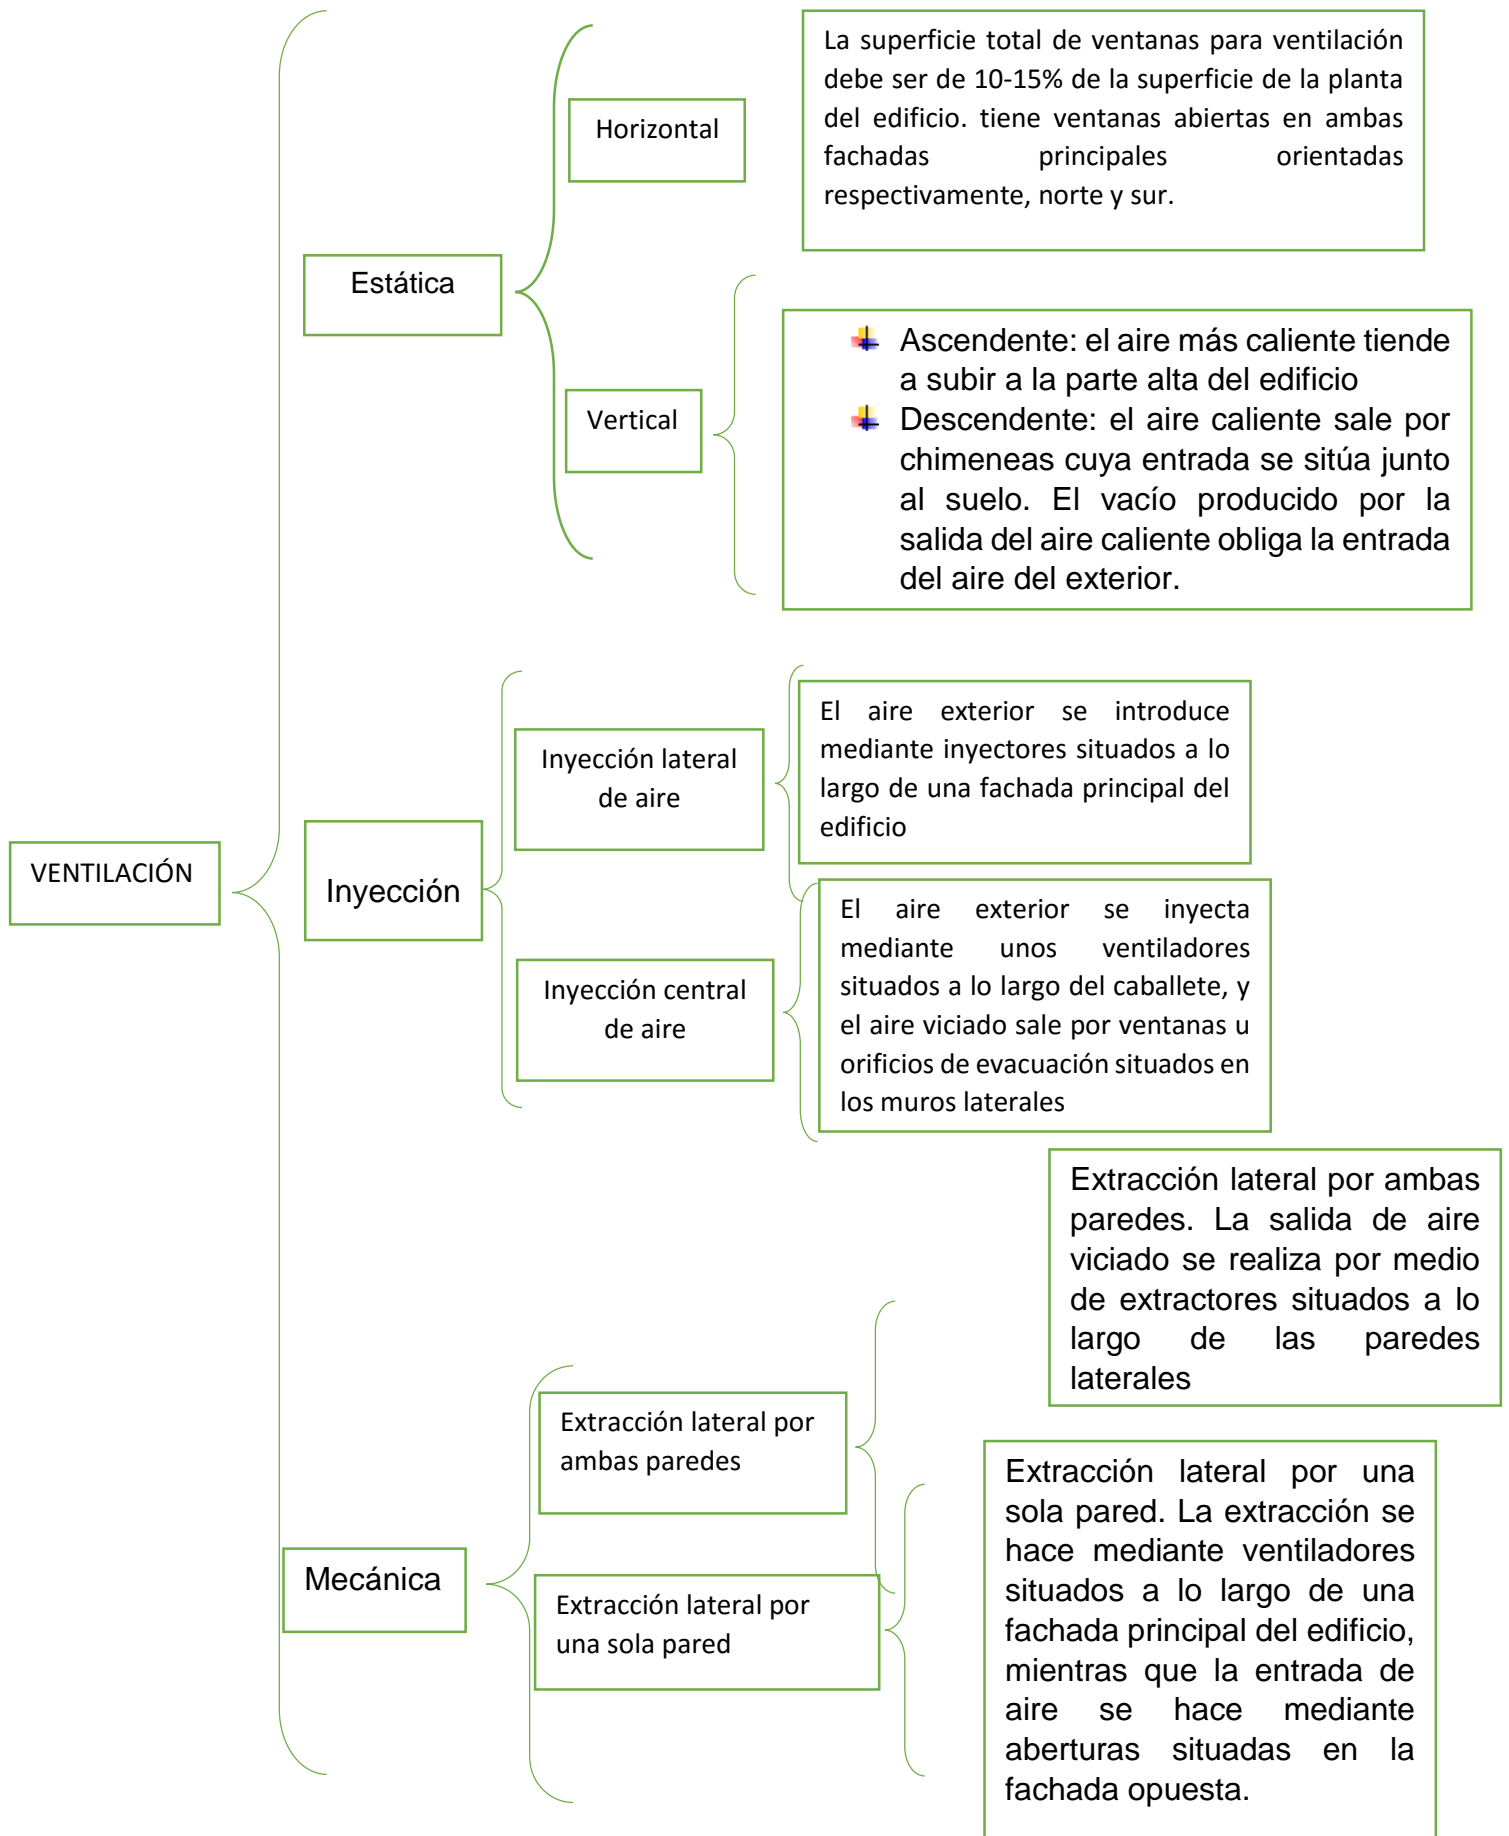 VENTILACIÓN
Estática
Horizontal
La superficie total de ventanas para ventilación
debe ser de 10-15% de la superficie de la planta
del edificio. tiene ventanas abiertas en ambas
fachadas principales orientadas
respectivamente, norte y sur.
Vertical
Ascendente: el aire más caliente tiende
a subir a la parte alta del edificio
Descendente: el aire caliente sale por
chimeneas cuya entrada se sitúa junto
al suelo. El vacío producido por la
salida del aire caliente obliga la entrada
del aire del exterior.
Inyección
Inyección lateral
de aire
El aire exterior se introduce
mediante inyectores situados a lo
largo de una fachada principal del
edificio
Inyección central
de aire
El aire exterior se inyecta
mediante unos ventiladores
situados a lo largo del caballete, y
el aire viciado sale por ventanas u
orificios de evacuación situados en
los muros laterales
Mecánica
Extracción lateral por
ambas paredes
Extracción lateral por ambas
paredes. La salida de aire
viciado se realiza por medio
de extractores situados a lo
largo de las paredes
laterales
Extracción lateral por
una sola pared
Extracción lateral por una
sola pared. La extracción se
hace mediante ventiladores
situados a lo largo de una
fachada principal del edificio,
mientras que la entrada de
aire se hace mediante
aberturas situadas en la
fachada opuesta.